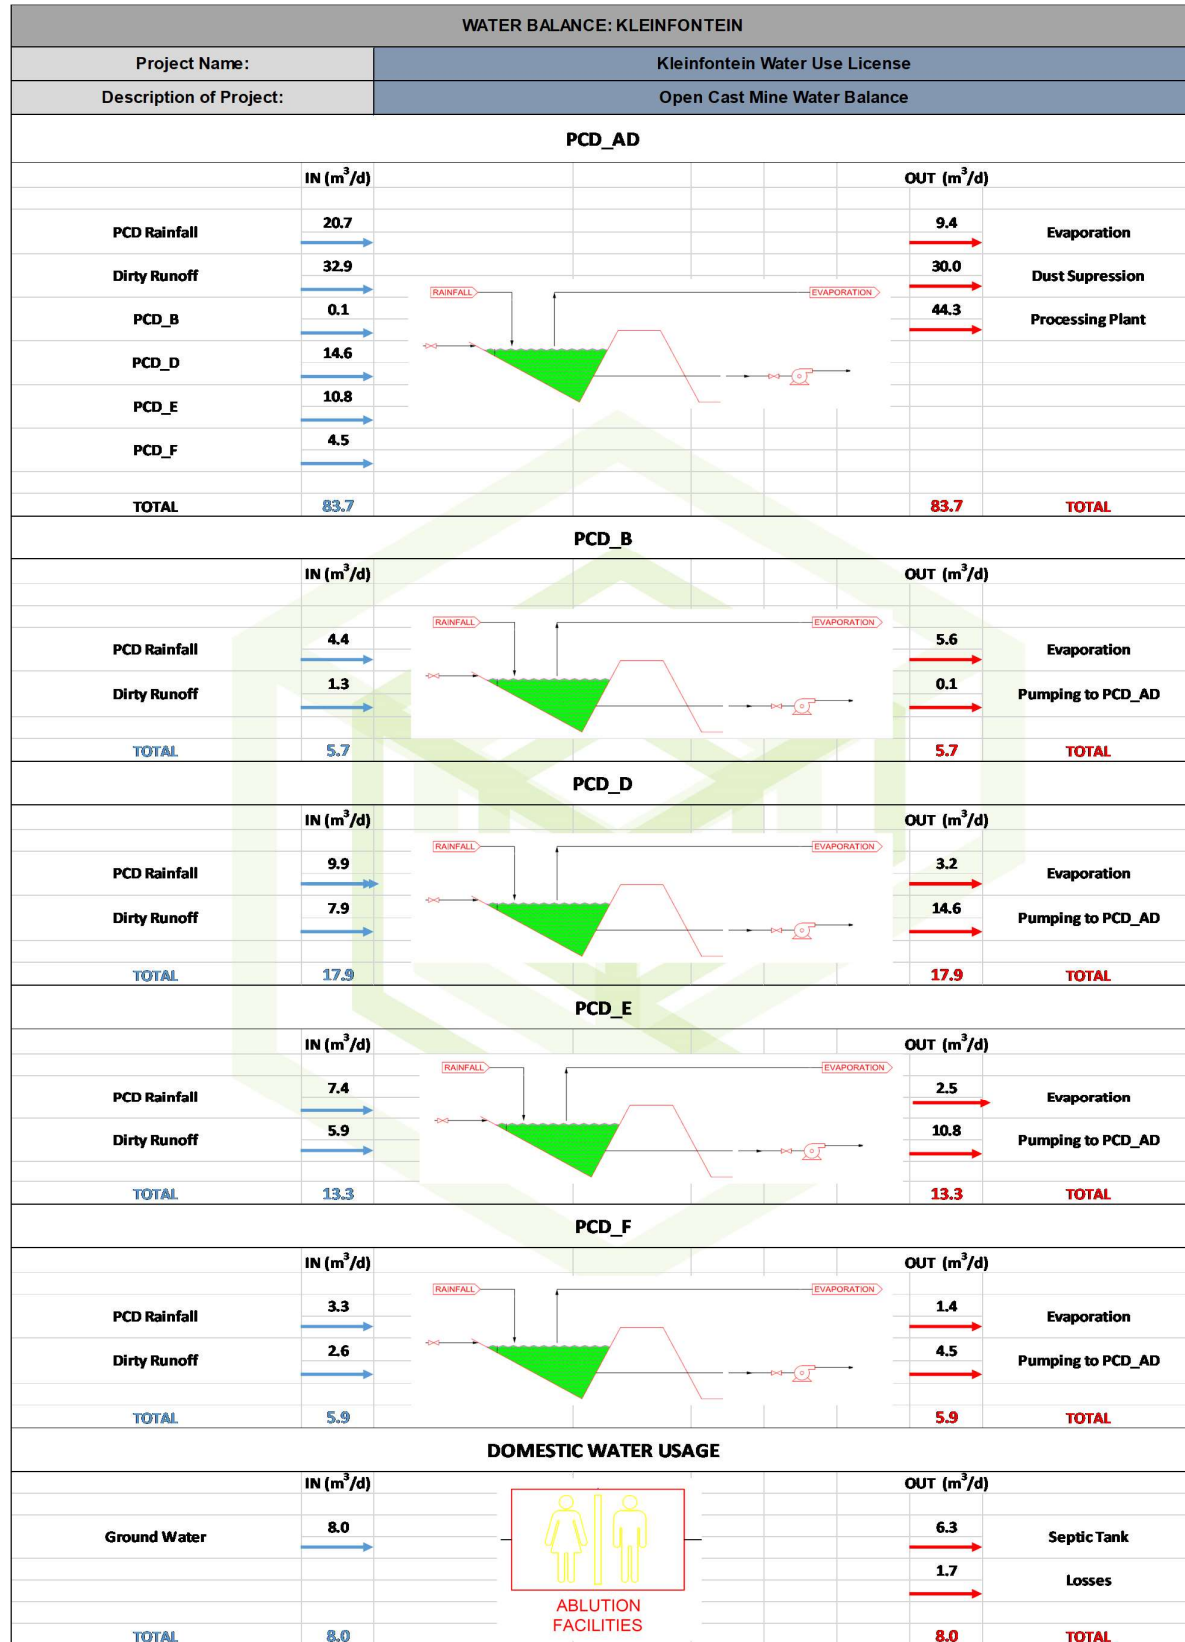 WATER BALANCE: KLEINFONTEIN
Project Name: Kleinfontein Water Use License
Description of Project: Open Cast Mine Water Balance
PCD_AD
IN (m³/d) OUT (m³/d)
PCD Rainfall 20.7 9.4 Evaporation
Dirty Runoff 32.9 30.0 Dust Supression
RAINFALL EVAPORATION
PCD_B 0.1 44.3 Processing Plant
PCD_D 14.6
PCD_E 10.8
PCD_F 4.5
TOTAL 83.7 83.7 TOTAL
PCD_B
IN (m³/d) OUT (m³/d)
RAINFALL EVAPORATION
PCD Rainfall 4.4 5.6 Evaporation
Dirty Runoff 1.3 0.1 Pumping to PCD_AD
TOTAL 5.7 5.7 TOTAL
PCD_D
IN (m³/d) OUT (m³/d)
RAINFALL EVAPORATION
PCD Rainfall 9.9 3.2 Evaporation
Dirty Runoff 7.9 14.6 Pumping to PCD_AD
TOTAL 17.9 17.9 TOTAL
PCD_E
IN (m³/d) OUT (m³/d)
RAINFALL EVAPORATION
PCD Rainfall 7.4 2.5 Evaporation
Dirty Runoff 5.9 10.8 Pumping to PCD_AD
TOTAL 13.3 13.3 TOTAL
PCD_F
IN (m³/d) OUT (m³/d)
RAINFALL EVAPORATION
PCD Rainfall 3.3 1.4 Evaporation
Dirty Runoff 2.6 4.5 Pumping to PCD_AD
TOTAL 5.9 5.9 TOTAL
DOMESTIC WATER USAGE
IN (m³/d) OUT (m³/d)
Ground Water 8.0 6.3 Septic Tank
1.7 Losses
ABLUTION
FACILITIES
TOTAL 8.0 8.0 TOTAL